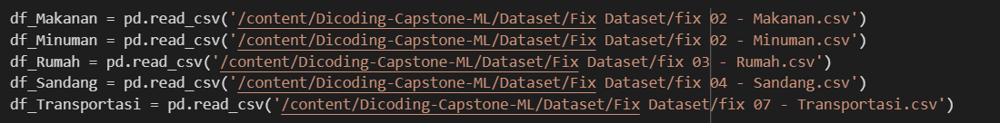 df_Makanan = pd.read_csv('/content/Dicoding-Capstone-ML/Dataset/Fix Dataset/fix 02 - Makanan.csv')
df_Minuman = pd.read_csv('/content/Dicoding-Capstone-ML/Dataset/Fix Dataset/fix 02 - Minuman.csv')
df_Rumah = pd.read_csv('/content/Dicoding-Capstone-ML/Dataset/Fix Dataset/fix 03 - Rumah.csv')
df_Sandang = pd.read_csv('/content/Dicoding-Capstone-ML/Dataset/Fix Dataset/fix 04 - Sandang.csv')
df_Transportasi = pd.read_csv('/content/Dicoding-Capstone-ML/Dataset/Fix Dataset/fix 07 - Transportasi.csv')